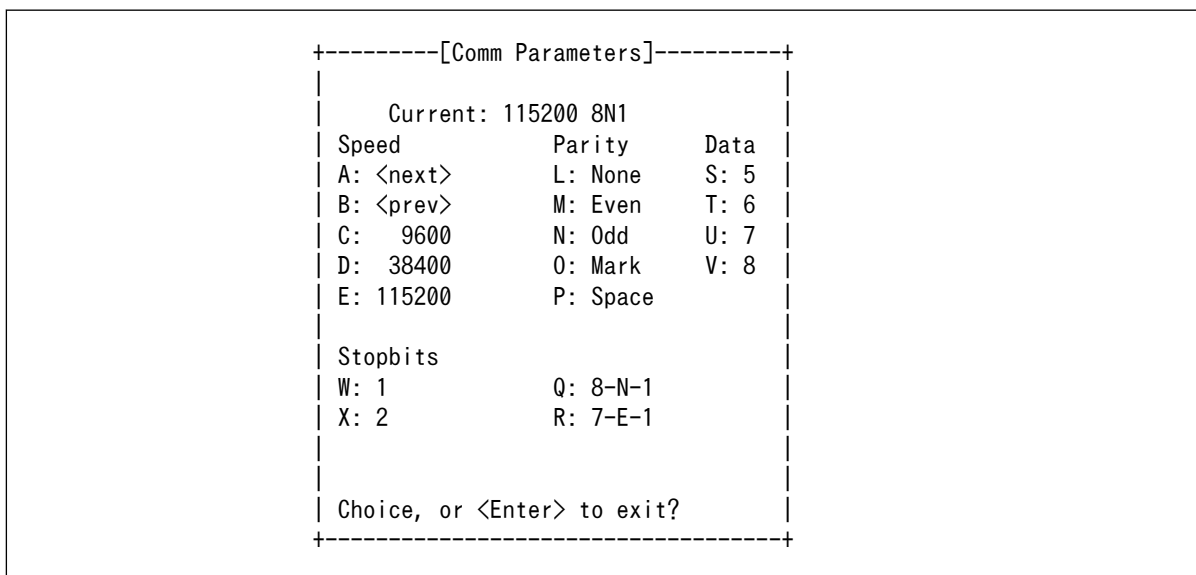 +---------[Comm Parameters]----------+
|                                    |
|     Current: 115200 8N1            |
| Speed            Parity      Data  |
| A: <next>        L: None     S: 5  |
| B: <prev>        M: Even     T: 6  |
| C:   9600        N: Odd      U: 7  |
| D:  38400        O: Mark     V: 8  |
| E: 115200        P: Space          |
|                                    |
| Stopbits                           |
| W: 1             Q: 8-N-1          |
| X: 2             R: 7-E-1          |
|                                    |
|                                    |
| Choice, or <Enter> to exit?        |
+------------------------------------+